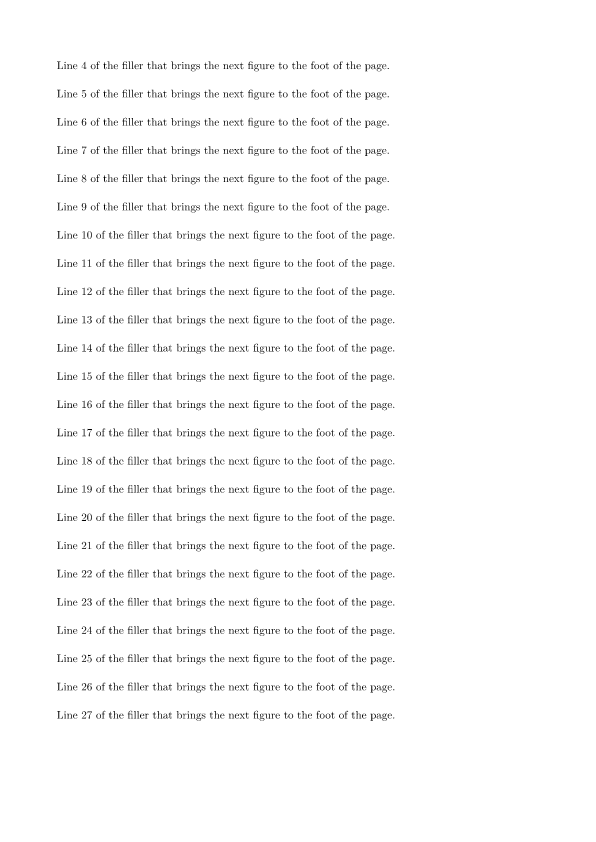 Line 4 of the filler that brings the next figure to the foot of the page.
Line 5 of the filler that brings the next figure to the foot of the page.
Line 6 of the filler that brings the next figure to the foot of the page.
Line 7 of the filler that brings the next figure to the foot of the page.
Line 8 of the filler that brings the next figure to the foot of the page.
Line 9 of the filler that brings the next figure to the foot of the page.
Line 10 of the filler that brings the next figure to the foot of the page.
Line 11 of the filler that brings the next figure to the foot of the page.
Line 12 of the filler that brings the next figure to the foot of the page.
Line 13 of the filler that brings the next figure to the foot of the page.
Line 14 of the filler that brings the next figure to the foot of the page.
Line 15 of the filler that brings the next figure to the foot of the page.
Line 16 of the filler that brings the next figure to the foot of the page.
Line 17 of the filler that brings the next figure to the foot of the page.
Line 18 of the filler that brings the next figure to the foot of the page.
Line 19 of the filler that brings the next figure to the foot of the page.
Line 20 of the filler that brings the next figure to the foot of the page.
Line 21 of the filler that brings the next figure to the foot of the page.
Line 22 of the filler that brings the next figure to the foot of the page.
Line 23 of the filler that brings the next figure to the foot of the page.
Line 24 of the filler that brings the next figure to the foot of the page.
Line 25 of the filler that brings the next figure to the foot of the page.
Line 26 of the filler that brings the next figure to the foot of the page.
Line 27 of the filler that brings the next figure to the foot of the page.